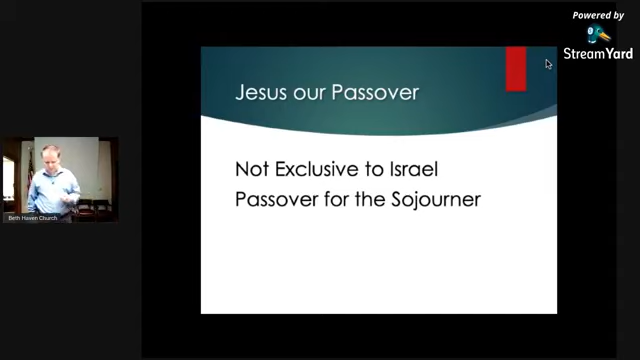 Powered by
StreamYard
Jesus our Passover
Not Exclusive to Israel
Passover for the Sojourner
Beth Haven Church